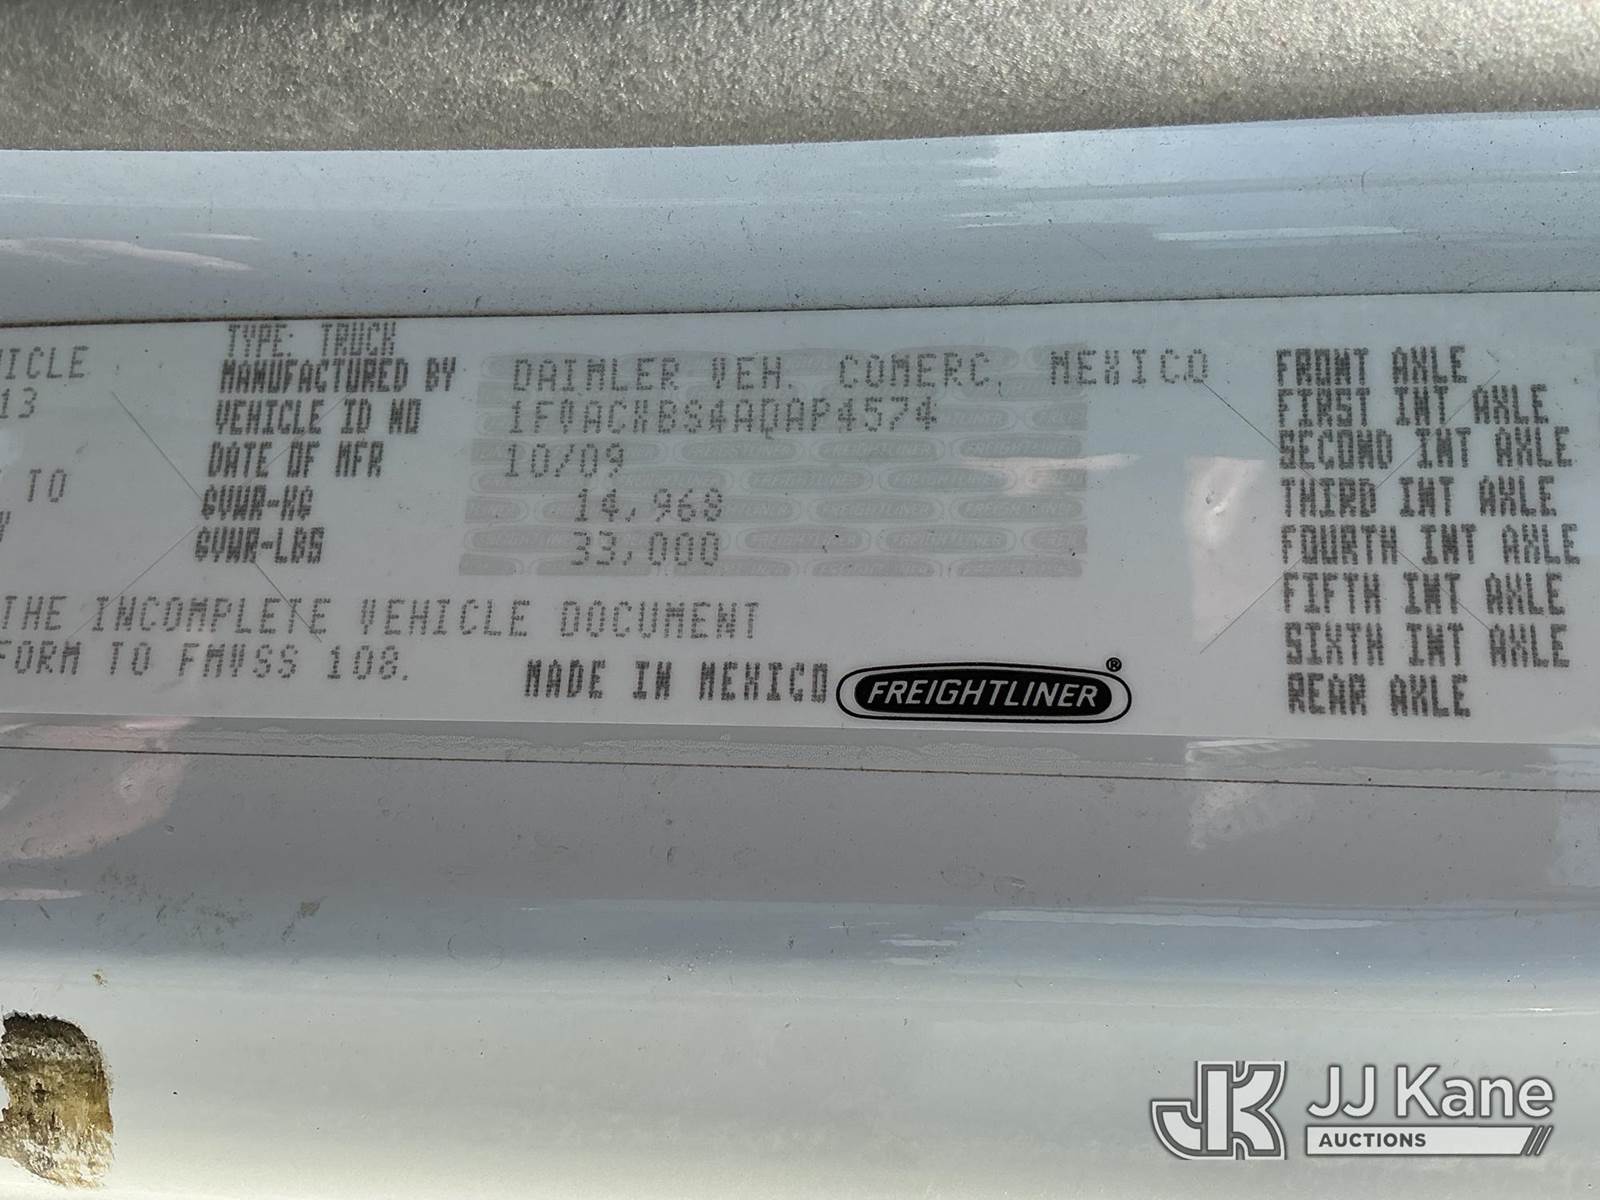 TYPE: TRUCK
MANUFACTURED BY DAIMLER VEH. COMERC. MEXICO
VEHICLE ID NO 1FVACXBS4ADAP4574
DATE OF MFR 10/09
GVWR-KG 14,968
GVWR-LBS 33,000
13
TO
THE INCOMPLETE VEHICLE DOCUMENT
FORM TO FMVSS 108.
MADE IN MEXICO
FREIGHTLINER®
FRONT AXLE
FIRST INT AXLE
SECOND INT AXLE
THIRD INT AXLE
FOURTH INT AXLE
FIFTH INT AXLE
SIXTH INT AXLE
REAR AXLE
JK JJ Kane
AUCTIONS